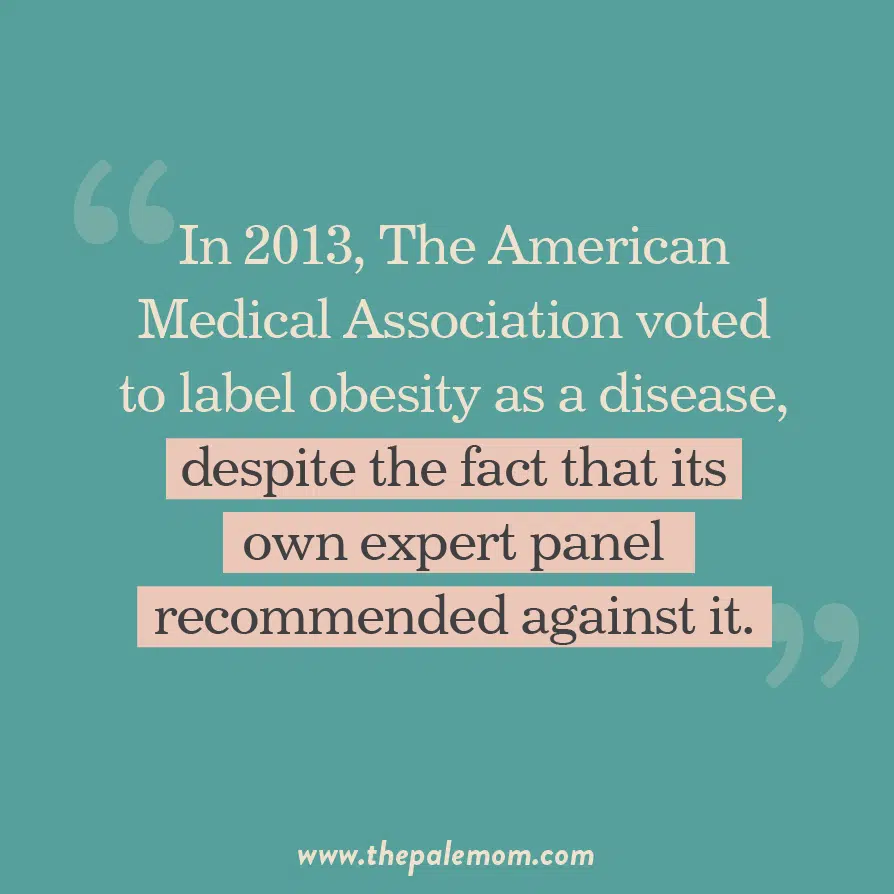 “In 2013, The American
Medical Association voted
to label obesity as a disease,
despite the fact that its
own expert panel
recommended against it.”
www.thepalemom.com